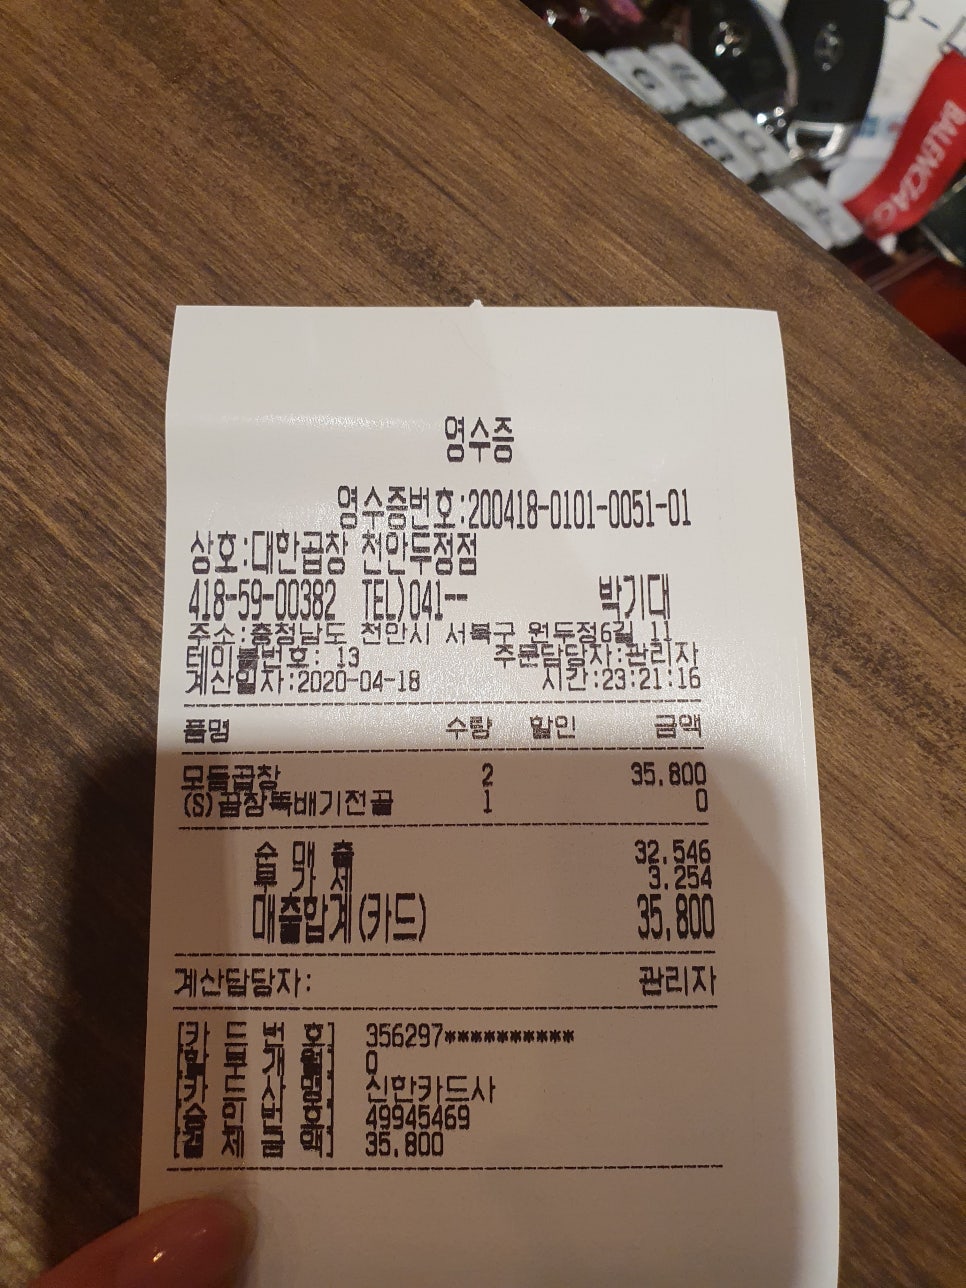 BALENCIAG
영수증
영수증번호:200418-0101-0051-01
상호:대한곱창 천안두정점
418-59-00382 TEL)041-- 박기대
주소:충청남도 천안시 서북구 원두정6길 11
테이블번호: 13 주문담당자:관리자
계산일자:2020-04-18 시간:23:21:16
품명 수량 할인 금액
모듬곱창 2 35,800
(S)곱창뚝배기전골 1 0
순 매 출 32,546
부 가 세 3,254
매출합계(카드) 35,800
계산담당자: 관리자
[카 드 번 호] 356297**********
[할 부 개 월] 0
[카 드 사 명] 신한카드사
[승 인 번 호] 49945469
[결 제 금 액] 35,800